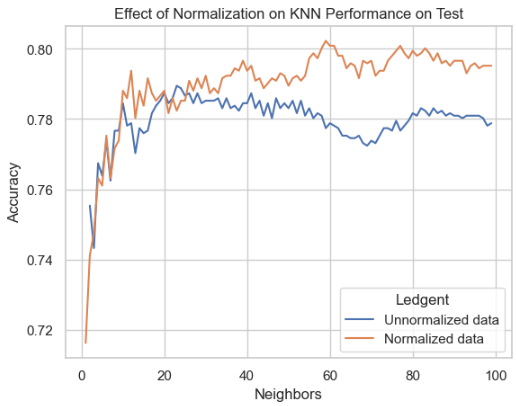 Effect of Normalization on KNN Performance on Test
Accuracy
0.80
0.78
0.76
0.74
0.72
0
20
40
60
80
100
Neighbors
Ledgent
Unnormalized data
Normalized data